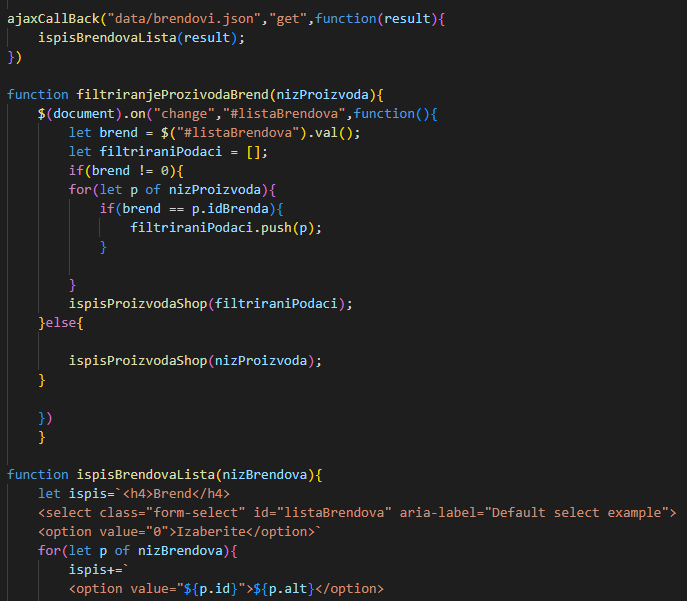 ajaxCallBack("data/brendovi.json","get",function(result){
    ispisBrendovaLista(result);
})

function filtriranjeProzivodaBrend(nizProizvoda){
    $(document).on("change","#listaBrendova",function(){
        let brend = $("#listaBrendova").val();
        let filtriraniPodaci = [];
        if(brend != 0){
        for(let p of nizProizvoda){
            if(brend == p.idBrenda){
                filtriraniPodaci.push(p);
            }

        }
        ispisProizvodaShop(filtriraniPodaci);
    }else{

        ispisProizvodaShop(nizProizvoda);
    }

    })
    }

function ispisBrendovaLista(nizBrendova){
    let ispis=`<h4>Brend</h4>
    <select class="form-select" id="listaBrendova" aria-label="Default select example">
    <option value="0">Izaberite</option>`
    for(let p of nizBrendova){
        ispis+=`
        <option value="${p.id}">${p.alt}</option>